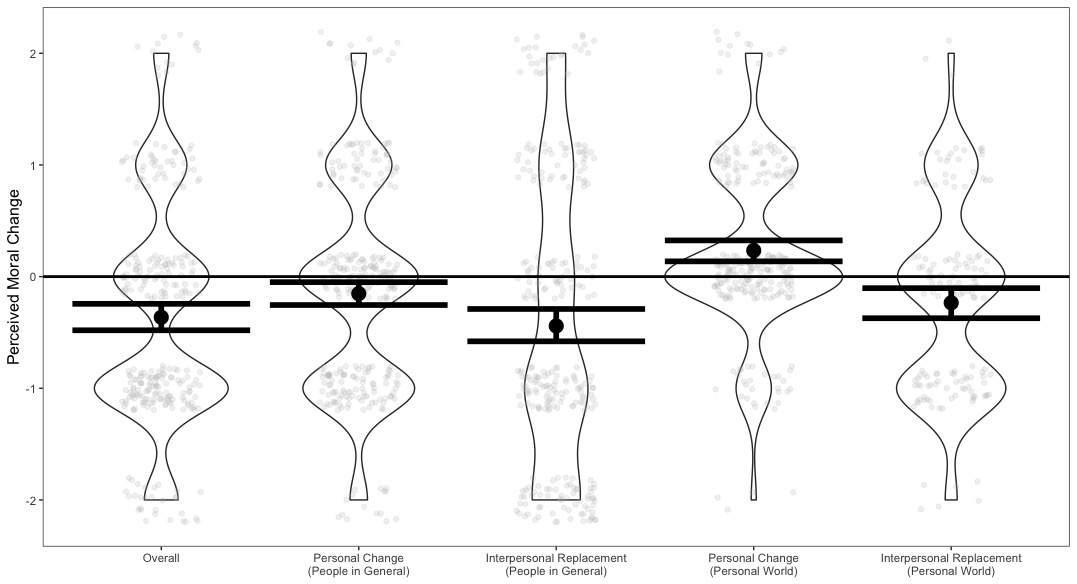 Perceived Moral Change
2
1
0
-1
-2
Overall
Personal Change
(People in General)
Interpersonal Replacement
(People in General)
Personal Change
(Personal World)
Interpersonal Replacement
(Personal World)